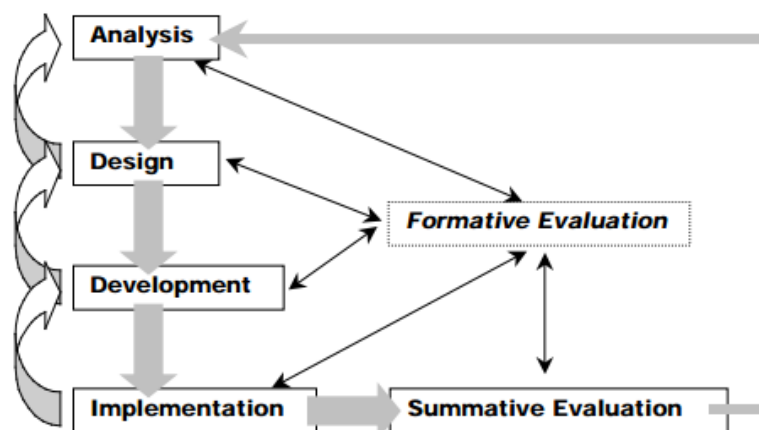 Analysis
Design
Formative Evaluation
Development
Implementation
Summative Evaluation